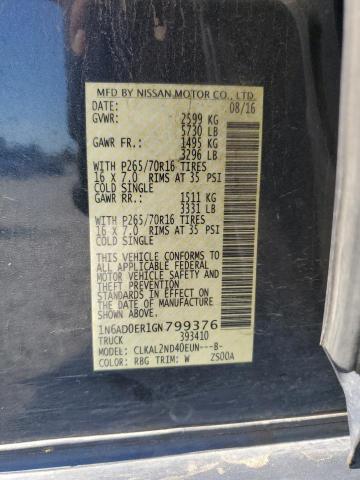 MFD BY NISSAN MOTOR CO., LTD.
DATE: 08/16
GVWR: 2599 KG
5730 LB
GAWR FR: 1495 KG
3296 LB
WITH P265/70R16 TIRES
16 X 7.0 RIMS AT 35 PSI
COLD SINGLE
GAWR RR: 1511 KG
3331 LB
WITH P265/70R16 TIRES
16 X 7.0 RIMS AT 35 PSI
COLD SINGLE
THIS VEHICLE CONFORMS TO
ALL APPLICABLE FEDERAL
MOTOR VEHICLE SAFETY
AND THEFT PREVENTION
STANDARDS IN EFFECT ON
THE DATE OF MANUFACTURE
SHOWN ABOVE.
1N6AD0ER1GN799376
TRUCK 393410
MODEL: CLKAL2ND40EUN---B-
COLOR: RBG TRIM: W ZS00A